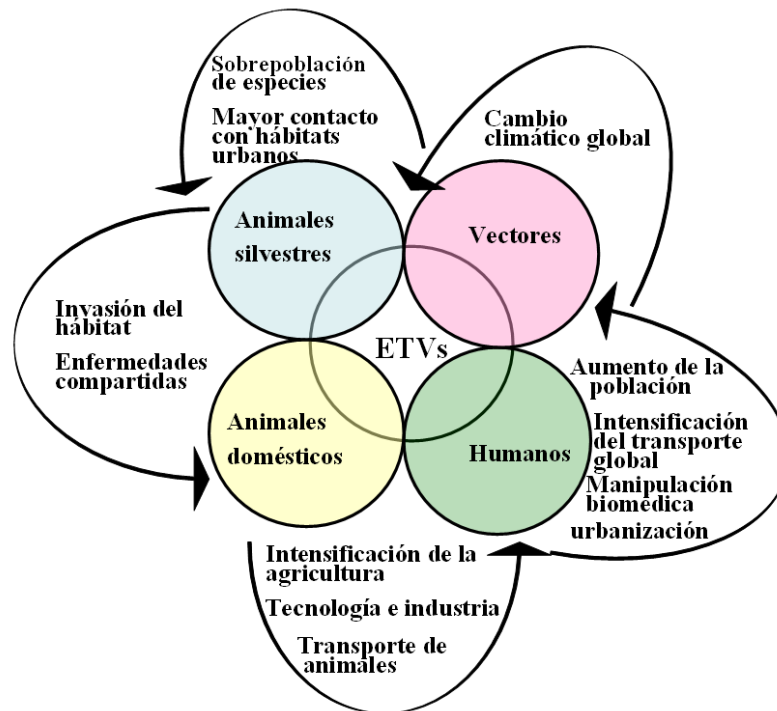 Sobrepoblación
de especies
Mayor contacto
con hábitats
urbanos
Cambio
climático global
Animales
silvestres
Vectores
Invasión del
hábitat
Enfermedades
compartidas
ETVs
Aumento de la
población
Intensificación
del transporte
global
Manipulación
biomédica
urbanización
Animales
domésticos
Humanos
Intensificación de la
agricultura
Tecnología e industria
Transporte de
animales